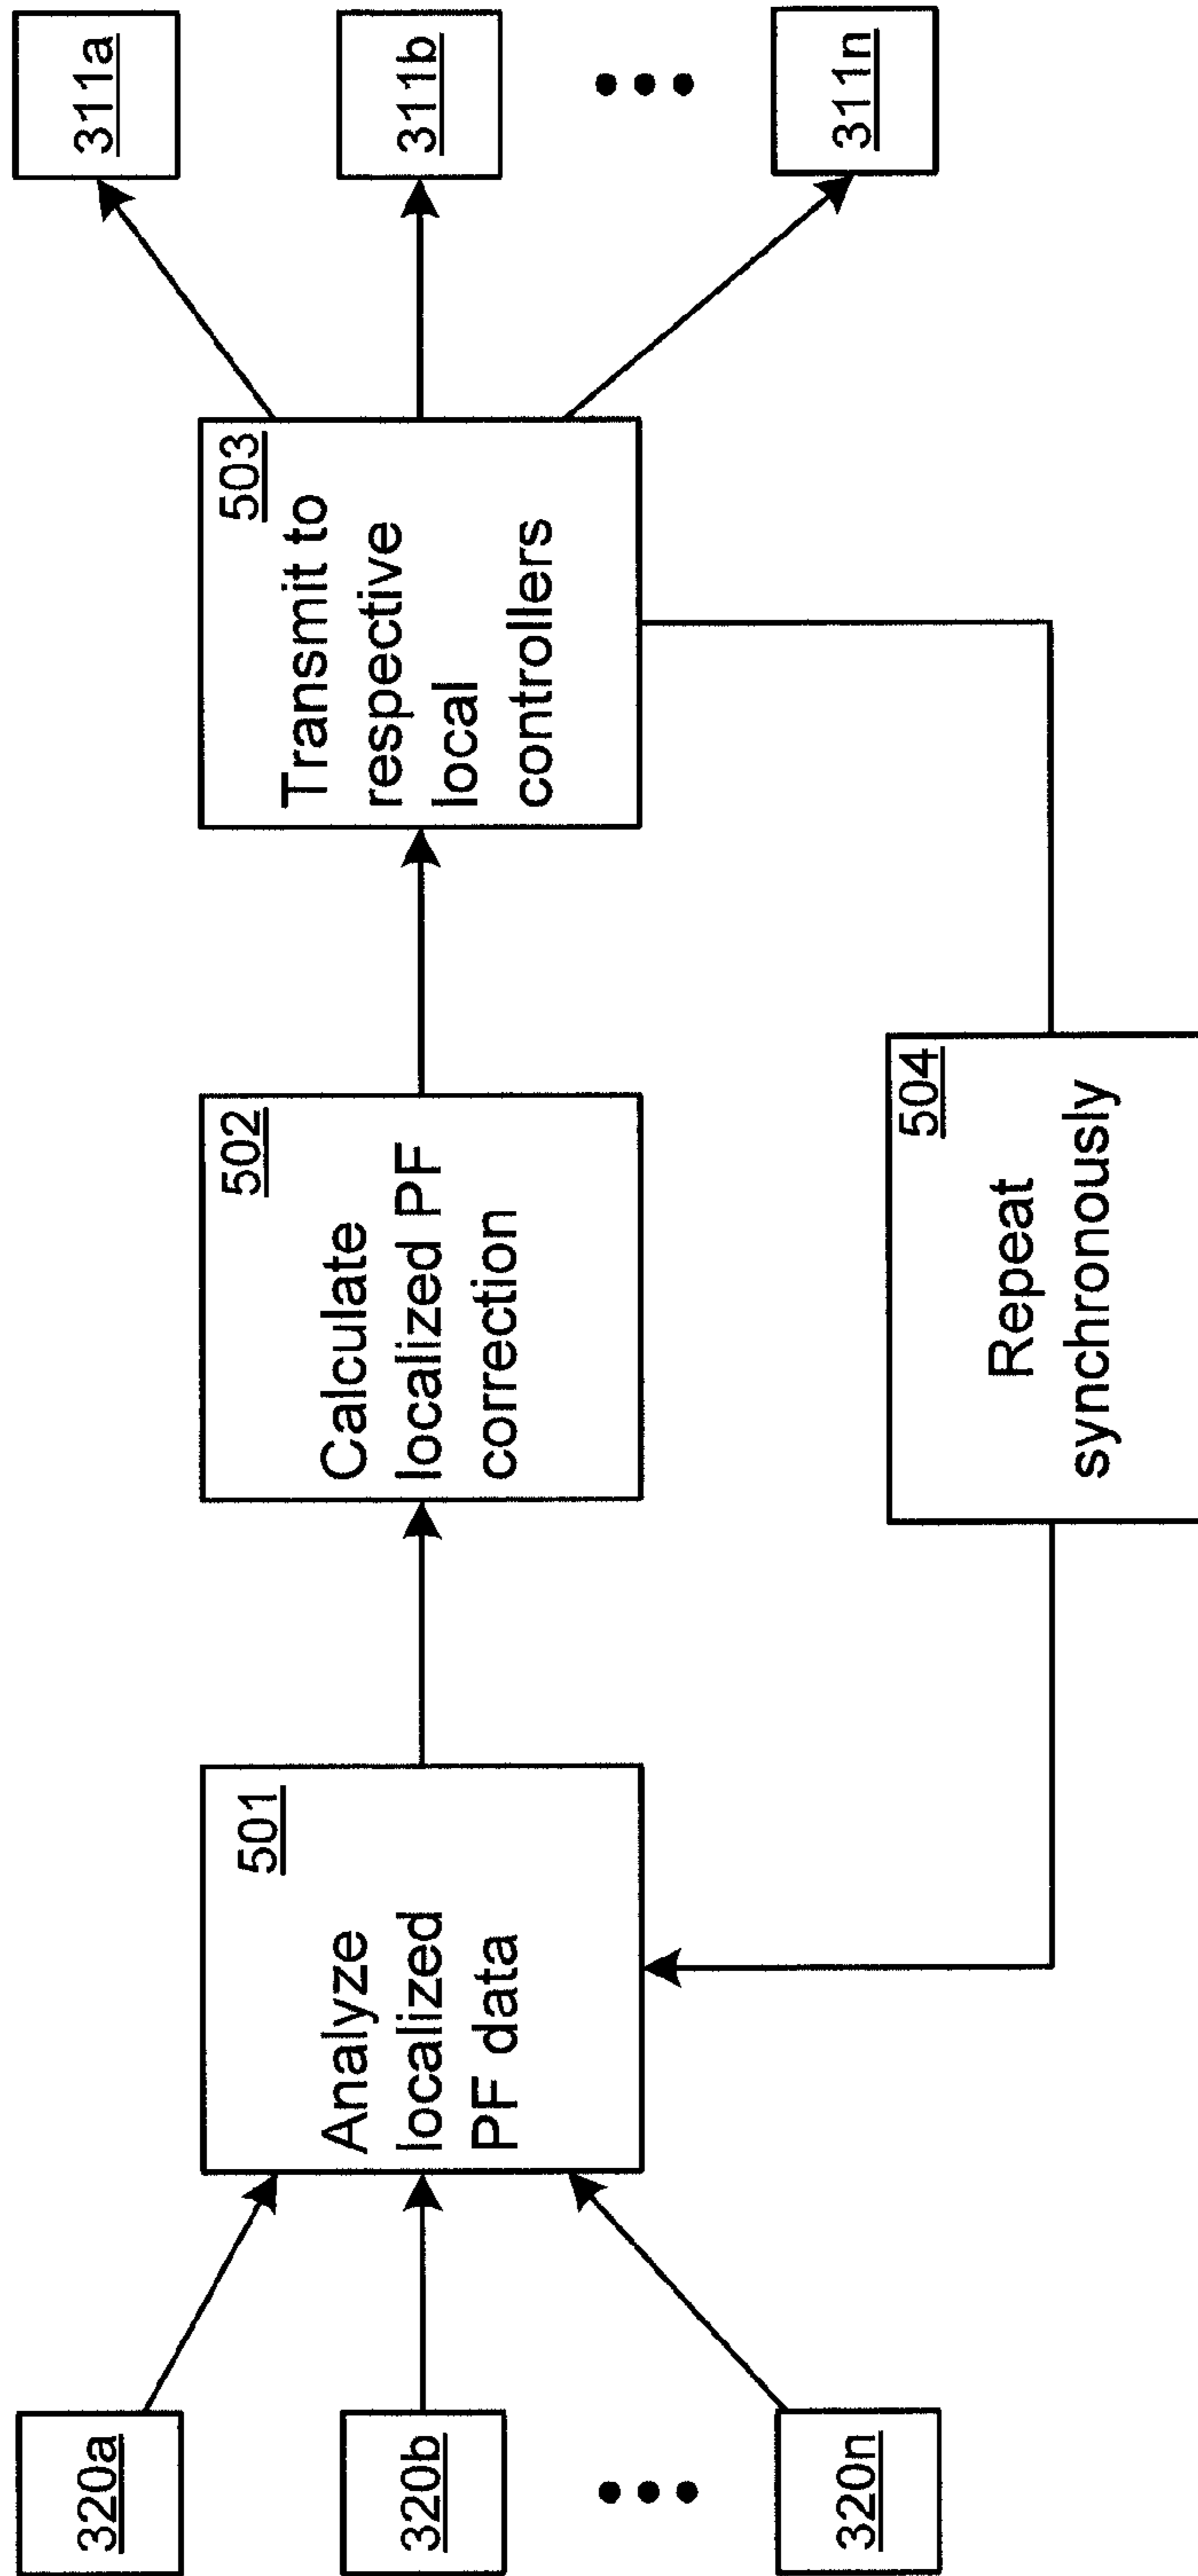 320a
320b
320n
501
Analyze
localized
PF data
502
Calculate
localized PF
correction
503
Transmit to
respective
local
controllers
311a
311b
311n
504
Repeat
synchronously